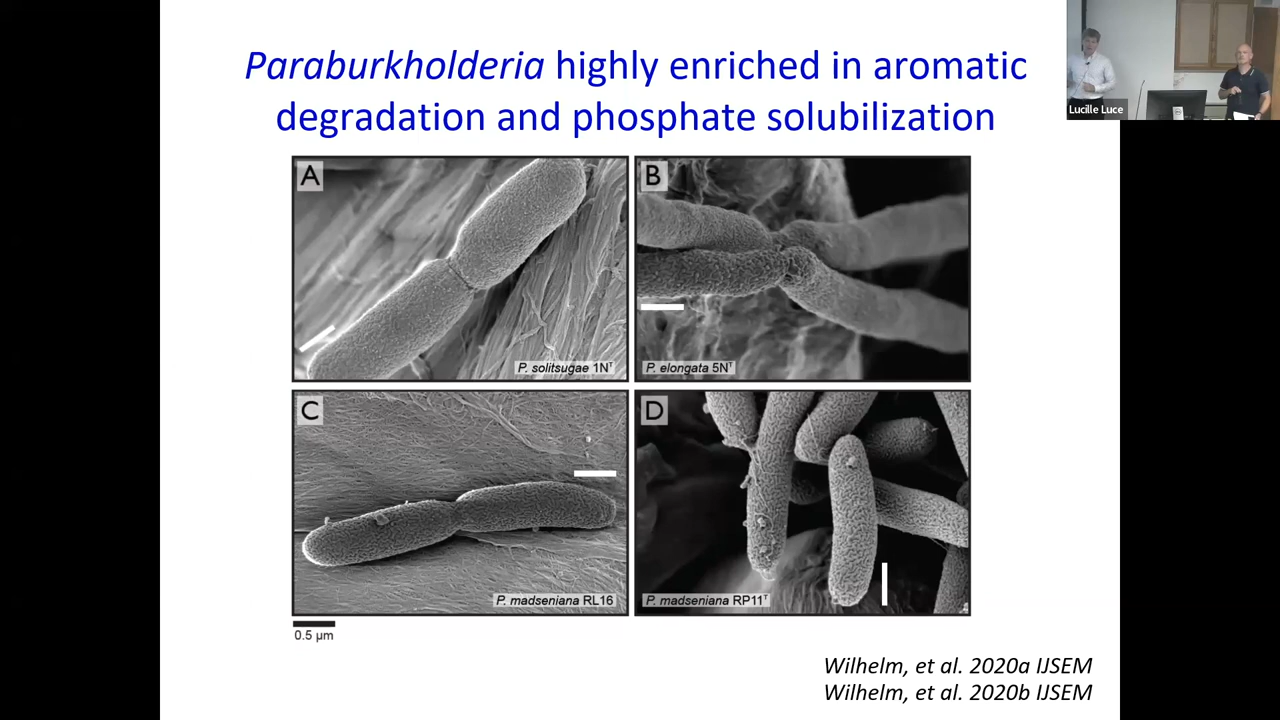 Paraburkholderia highly enriched in aromatic
degradation and phosphate solubilization
Lucille Luce
A
P. solitsugae 1Nᵀ
B
P. elongata 5Nᵀ
C
P. madseniana RL16
D
P. madseniana RP11ᵀ
0.5 µm
Wilhelm, et al. 2020a IJSEM
Wilhelm, et al. 2020b IJSEM